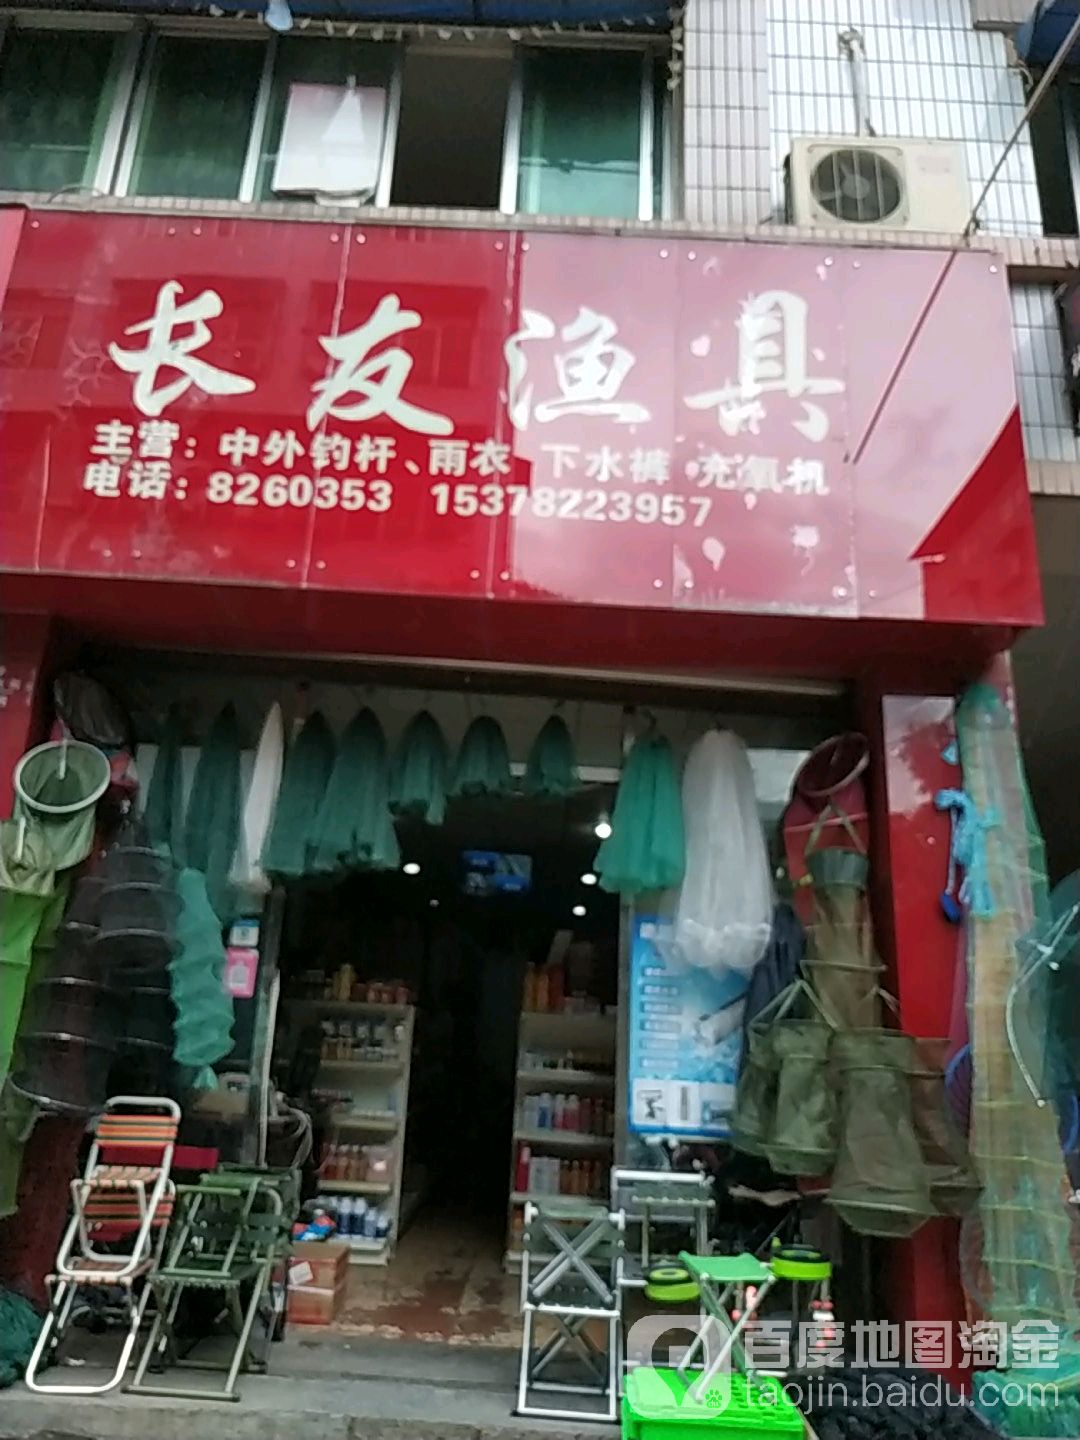 长友渔具
主营：中外钓杆、雨衣 下水裤 充氧机
电话：8260353 15378223957
百度地图淘金
taojin.baidu.com